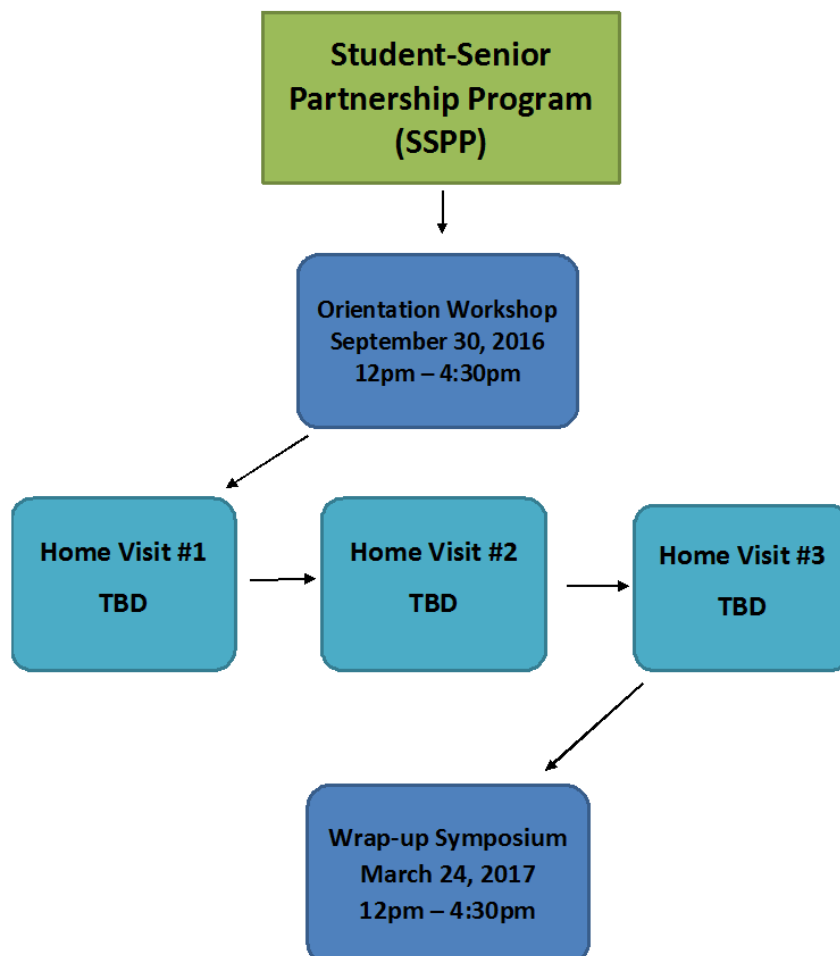 Student-Senior
Partnership Program
(SSPP)
Orientation Workshop
September 30, 2016
12pm – 4:30pm
Home Visit #1
TBD
Home Visit #2
TBD
Home Visit #3
TBD
Wrap-up Symposium
March 24, 2017
12pm – 4:30pm